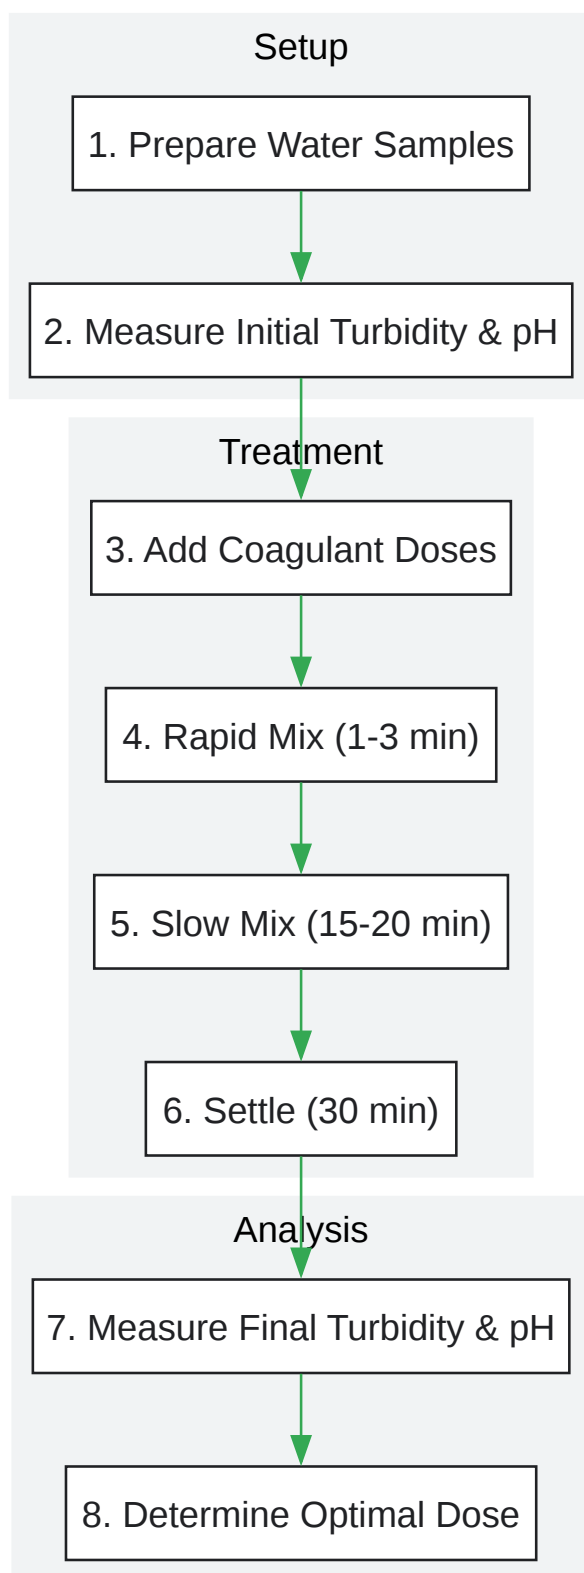 Setup
1. Prepare Water Samples
2. Measure Initial Turbidity & pH
Treatment
3. Add Coagulant Doses
4. Rapid Mix (1-3 min)
5. Slow Mix (15-20 min)
6. Settle (30 min)
Analysis
7. Measure Final Turbidity & pH
8. Determine Optimal Dose